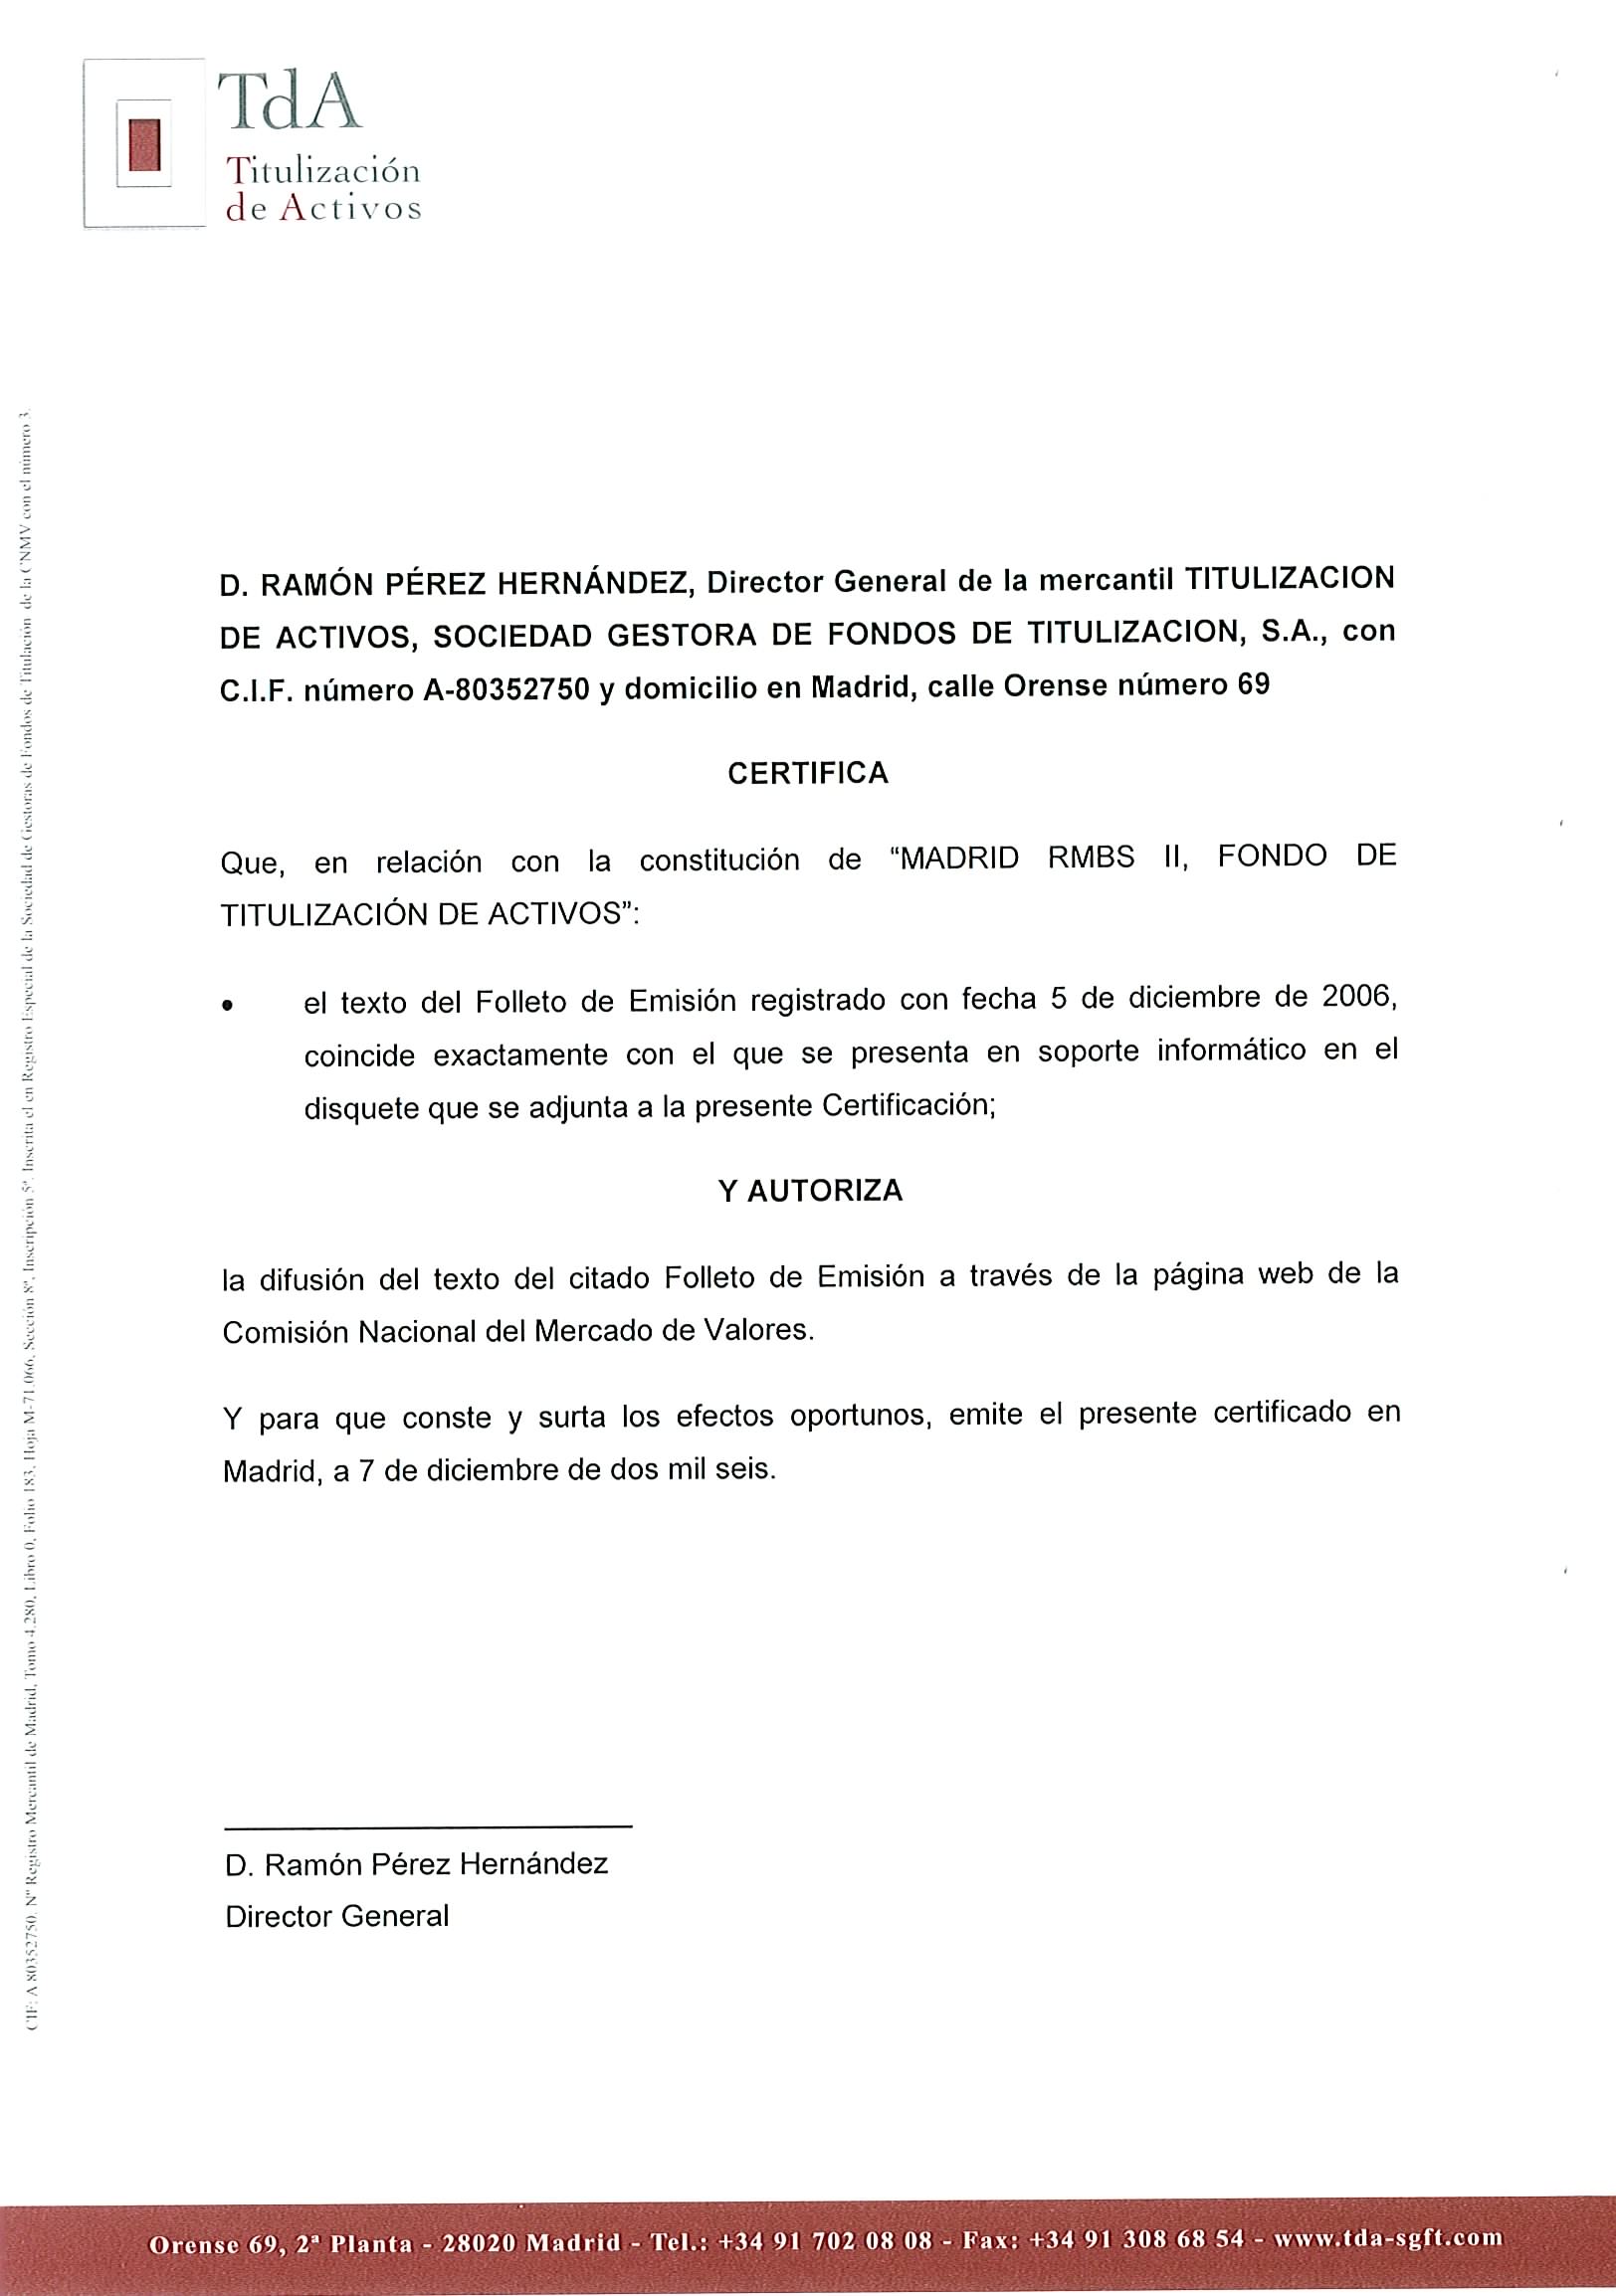 TdA
Titulización
de Activos
D. RAMÓN PÉREZ HERNÁNDEZ, Director General de la mercantil TITULIZACION
DE ACTIVOS, SOCIEDAD GESTORA DE FONDOS DE TITULIZACION, S.A., con
C.I.F. número A-80352750 y domicilio en Madrid, calle Orense número 69
CERTIFICA
Que, en relación con la constitución de “MADRID RMBS II, FONDO DE
TITULIZACIÓN DE ACTIVOS”:
• el texto del Folleto de Emisión registrado con fecha 5 de diciembre de 2006,
coincide exactamente con el que se presenta en soporte informático en el
disquete que se adjunta a la presente Certificación;
Y AUTORIZA
la difusión del texto del citado Folleto de Emisión a través de la página web de la
Comisión Nacional del Mercado de Valores.
Y para que conste y surta los efectos oportunos, emite el presente certificado en
Madrid, a 7 de diciembre de dos mil seis.
D. Ramón Pérez Hernández
Director General
CIF: A 80352750. Nº Registro Mercantil de Madrid, Tomo 4.280, Libro 0, Folio 183, Hoja M-71.066, Sección 8ª, Inscripción 5ª. Inscrita el en Registro Especial de la Sociedad de Gestoras de Fondos de Titulación de la CNMV con el número 3.
Orense 69, 2ª Planta - 28020 Madrid - Tel.: +34 91 702 08 08 - Fax: +34 91 308 68 54 - www.tda-sgft.com